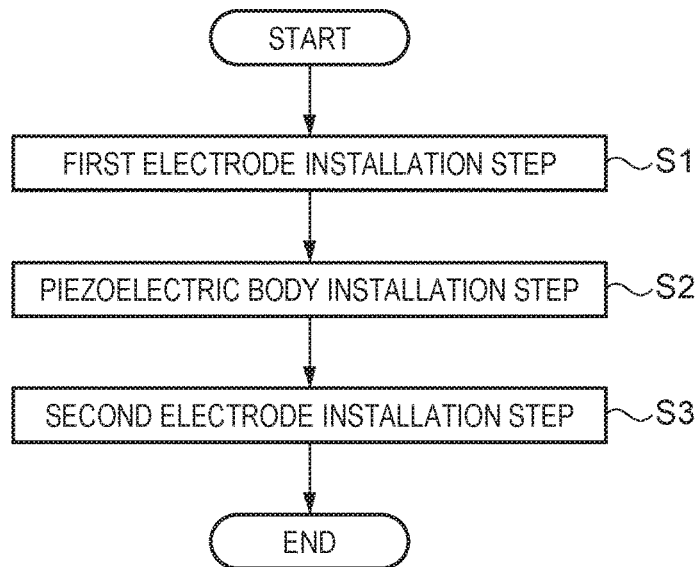 START
FIRST ELECTRODE INSTALLATION STEP
S1
PIEZOELECTRIC BODY INSTALLATION STEP
S2
SECOND ELECTRODE INSTALLATION STEP
S3
END